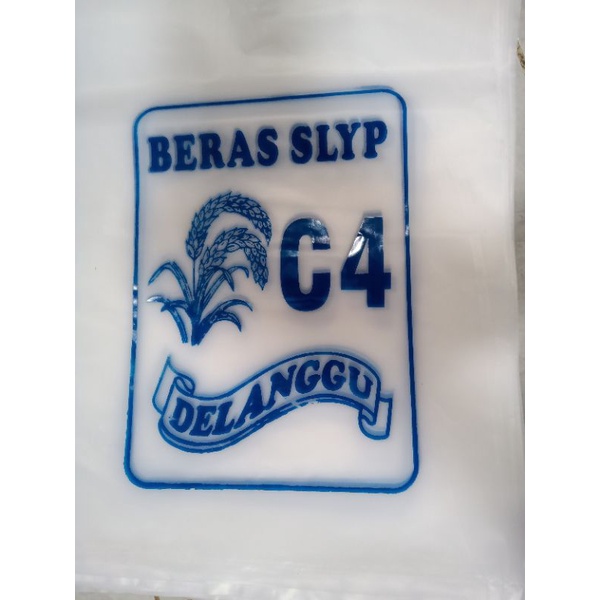 BERAS SLYP
C4
DELANGGU